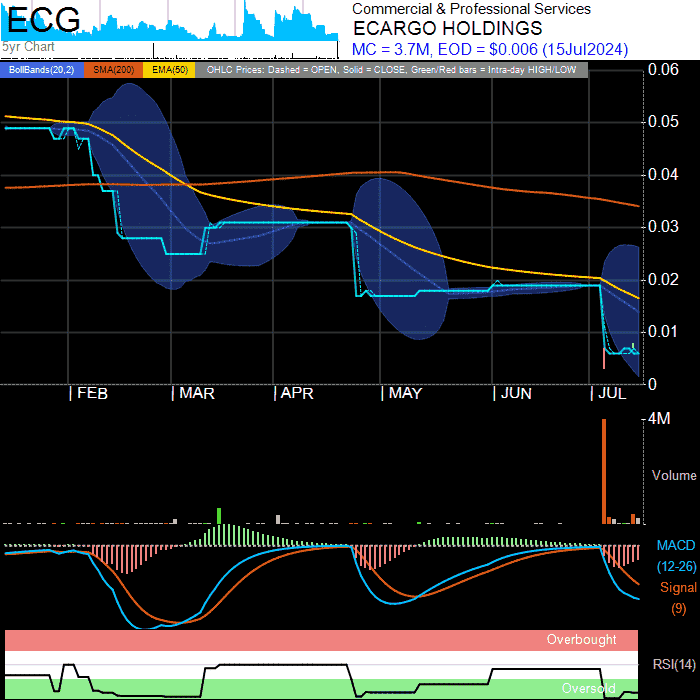 ECG
5yr Chart
Commercial & Professional Services
ECARGO HOLDINGS
MC = 3.7M, EOD = $0.006 (15Jul2024)
BollBands(20,2) SMA(200) EMA(50) OHLC Prices: Dashed = OPEN, Solid = CLOSE, Green/Red bars = Intra-day HIGH/LOW
0.06
0.05
0.04
0.03
0.02
0.01
0
FEB MAR APR MAY JUN JUL
4M
Volume
MACD
(12-26)
Signal
(9)
Overbought
RSI(14)
Oversold